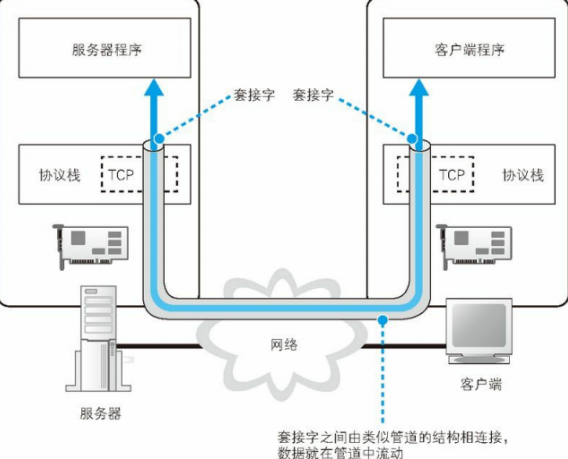 服务器程序
客户端程序
套接字
套接字
协议栈
TCP
TCP
协议栈
网络
服务器
客户端
套接字之间由类似管道的结构相连接，
数据就在管道中流动